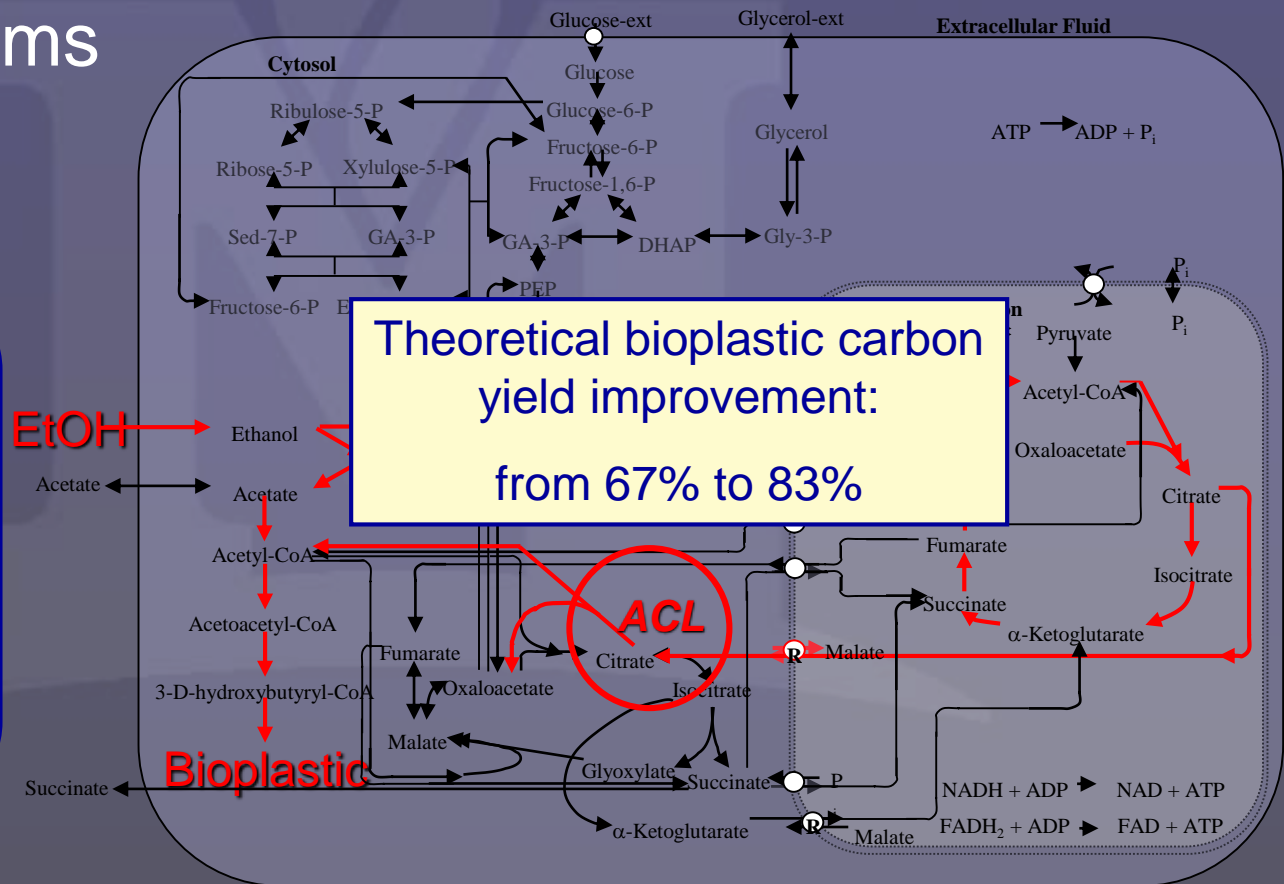 ms
Glucose-ext
Glycerol-ext
Extracellular Fluid
Cytosol
Glucose
Ribulose-5-P
Glucose-6-P
Glycerol
ATP ADP + Pi
Fructose-6-P
Ribose-5-P Xylulose-5-P
Fructose-1,6-P
Sed-7-P GA-3-P
GA-3-P DHAP Gly-3-P
PEP
Fructose-6-P E
Pi
Pi
Theoretical bioplastic carbon
yield improvement:
from 67% to 83%
Pyruvate
Acetyl-CoA
Oxaloacetate
Citrate
Isocitrate
α-Ketoglutarate
Succinate
Fumarate
EtOH
Ethanol
Acetate
Acetate
Acetyl-CoA
Acetoacetyl-CoA
3-D-hydroxybutyryl-CoA
Bioplastic
ACL
Fumarate
Citrate
R Malate
Oxaloacetate
Isocitrate
Malate
Glyoxylate
Succinate
Succinate
Pi
α-Ketoglutarate
R Malate
NADH + ADP NAD + ATP
FADH2 + ADP FAD + ATP